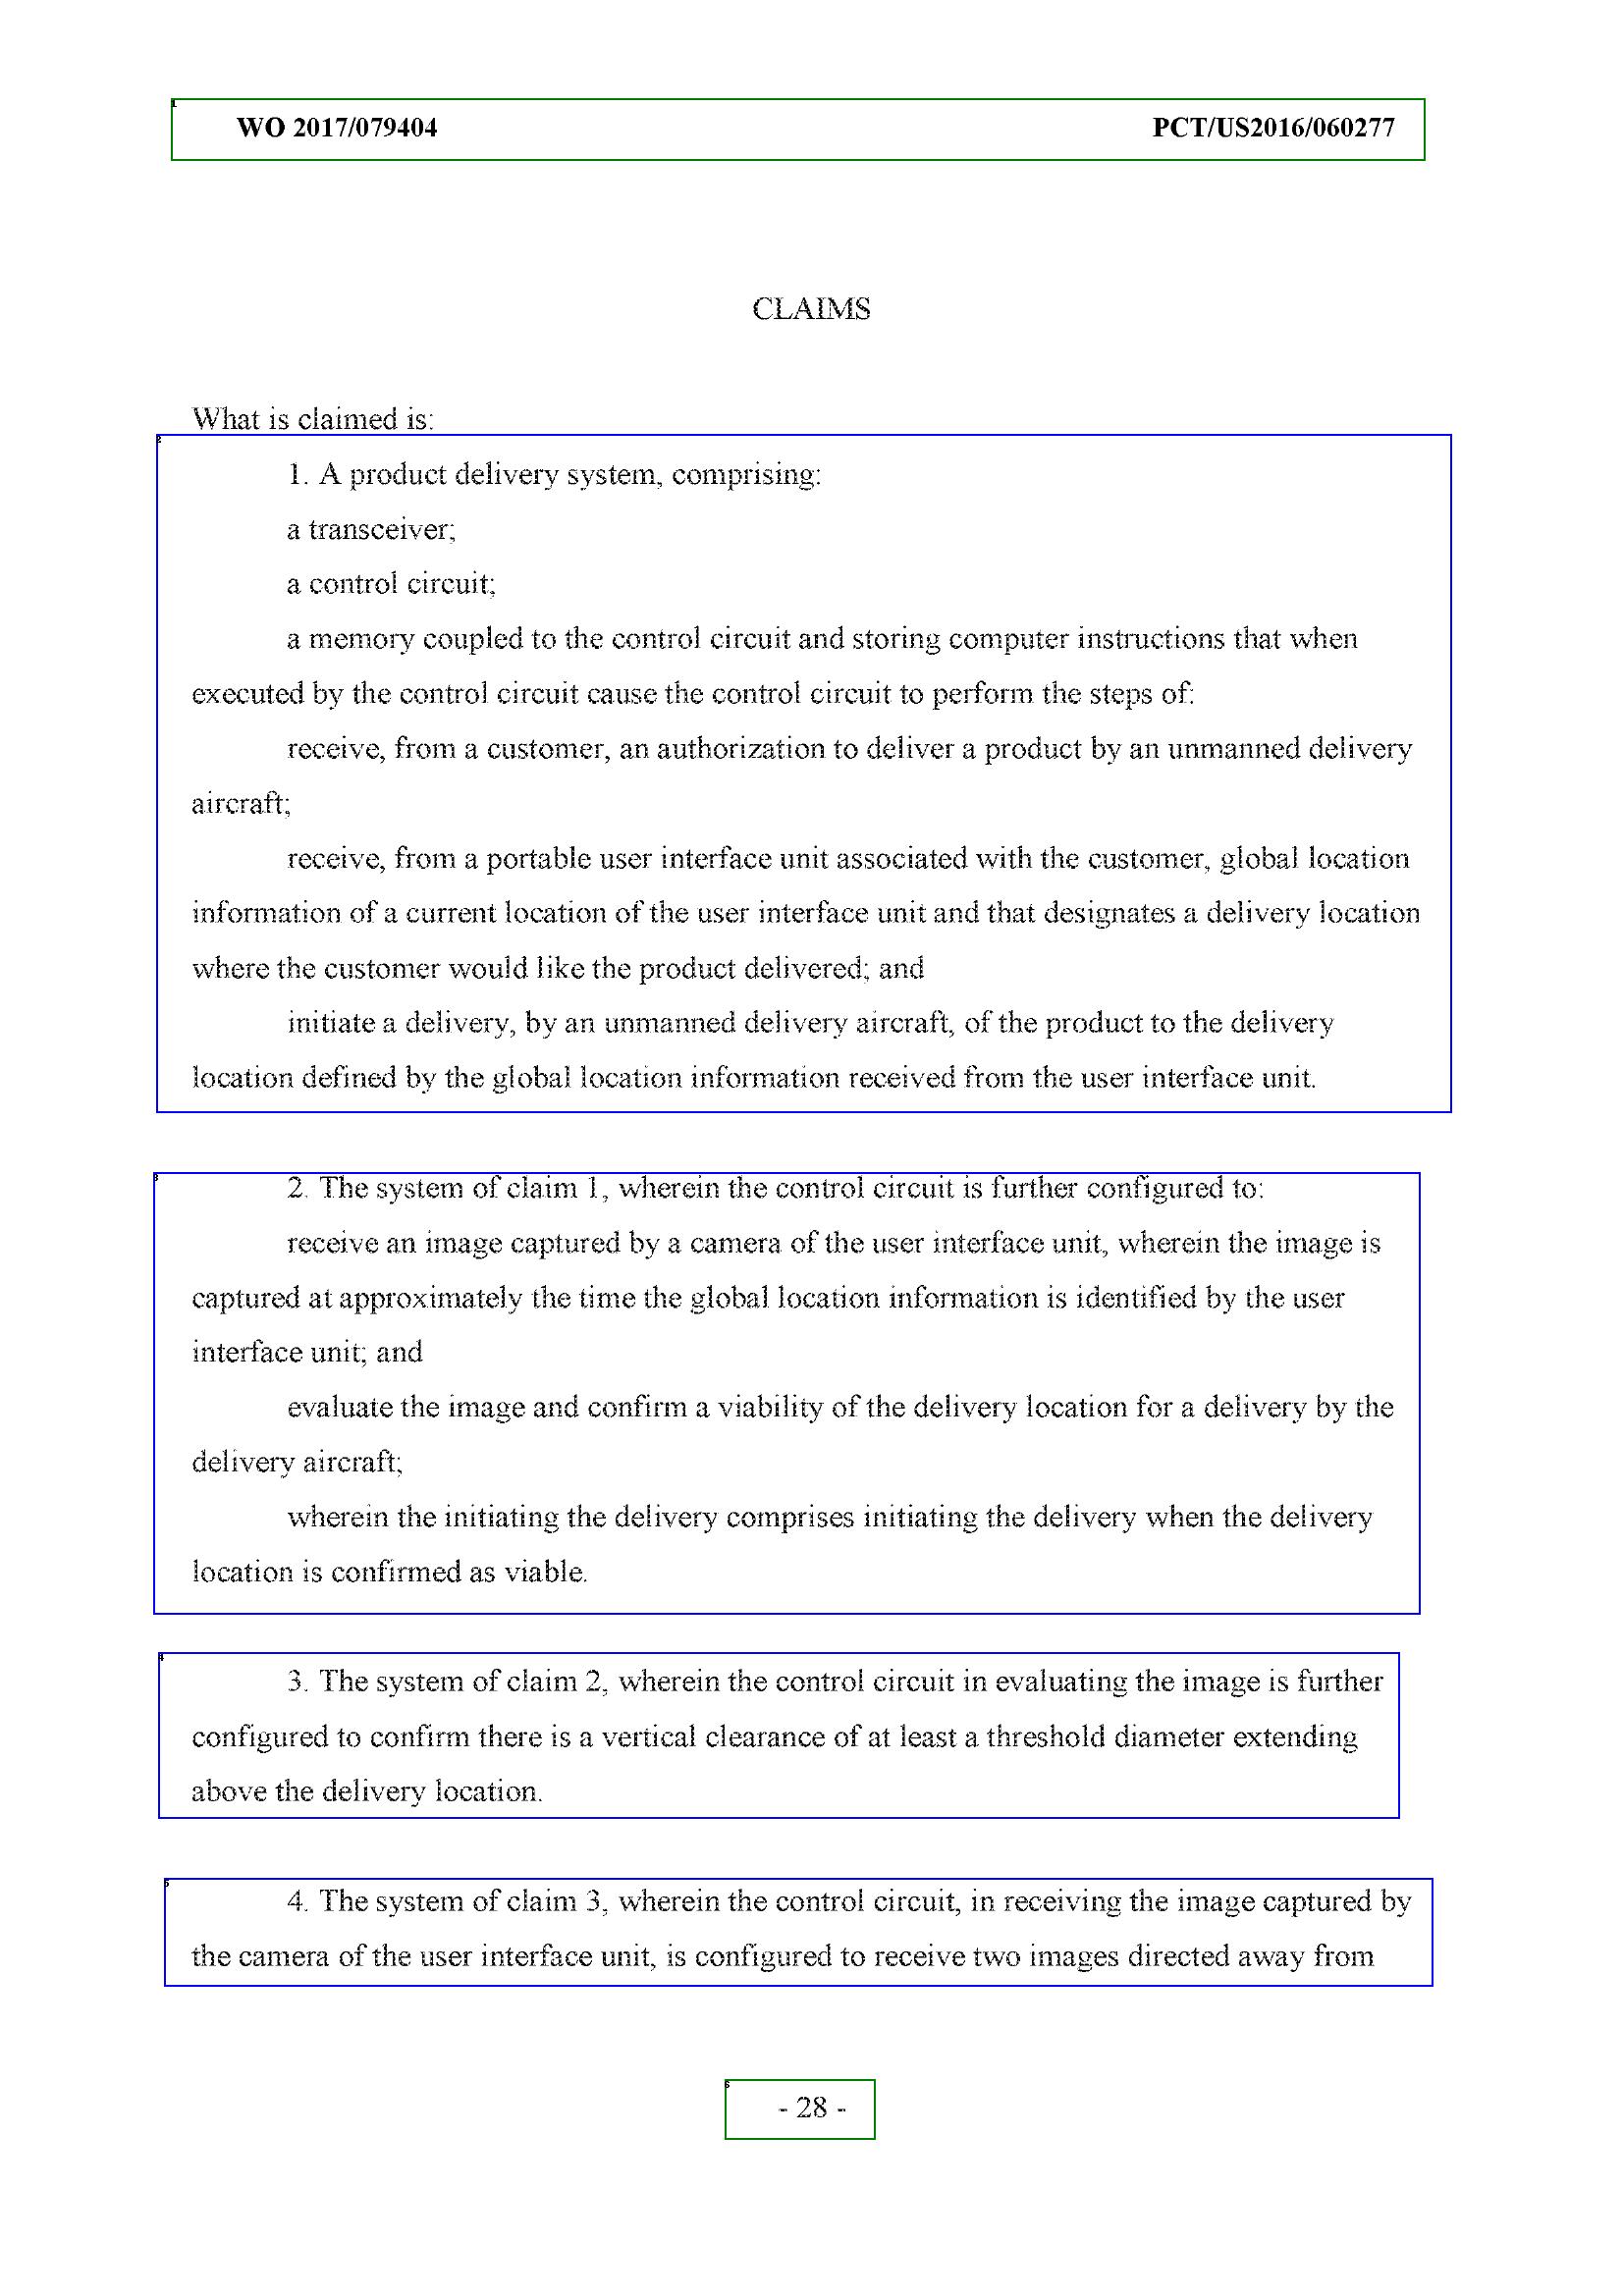 WO 2017/079404 PCT/US2016/060277
CLAIMS
What is claimed is:
1. A product delivery system, comprising:
a transceiver;
a control circuit;
a memory coupled to the control circuit and storing computer instructions that when
executed by the control circuit cause the control circuit to perform the steps of:
receive, from a customer, an authorization to deliver a product by an unmanned delivery
aircraft;
receive, from a portable user interface unit associated with the customer, global location
information of a current location of the user interface unit and that designates a delivery location
where the customer would like the product delivered; and
initiate a delivery, by an unmanned delivery aircraft, of the product to the delivery
location defined by the global location information received from the user interface unit.
2. The system of claim 1, wherein the control circuit is further configured to:
receive an image captured by a camera of the user interface unit, wherein the image is
captured at approximately the time the global location information is identified by the user
interface unit; and
evaluate the image and confirm a viability of the delivery location for a delivery by the
delivery aircraft;
wherein the initiating the delivery comprises initiating the delivery when the delivery
location is confirmed as viable.
3. The system of claim 2, wherein the control circuit in evaluating the image is further
configured to confirm there is a vertical clearance of at least a threshold diameter extending
above the delivery location.
4. The system of claim 3, wherein the control circuit, in receiving the image captured by
the camera of the user interface unit, is configured to receive two images directed away from
- 28 -